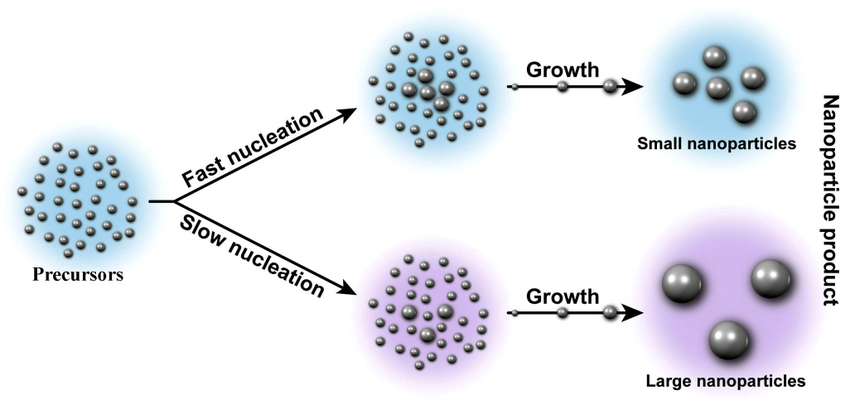 Precursors
Fast nucleation
Slow nucleation
Growth
Small nanoparticles
Growth
Large nanoparticles
Nanoparticle product